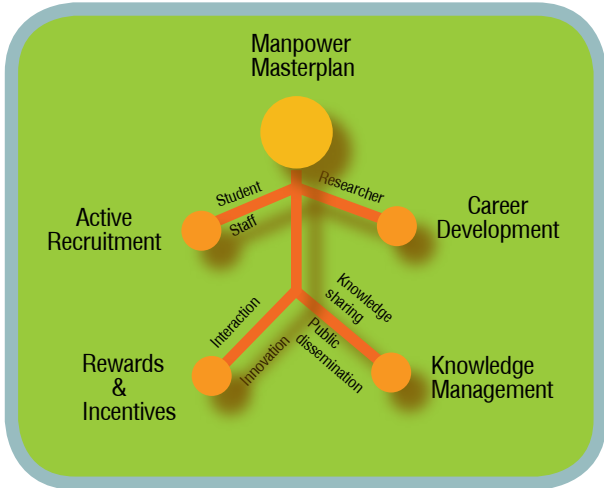 Manpower
Masterplan
Student
Researcher
Staff
Active
Recruitment
Career
Development
Interaction
Innovation
Knowledge
sharing
Public
dissemination
Rewards
&
Incentives
Knowledge
Management